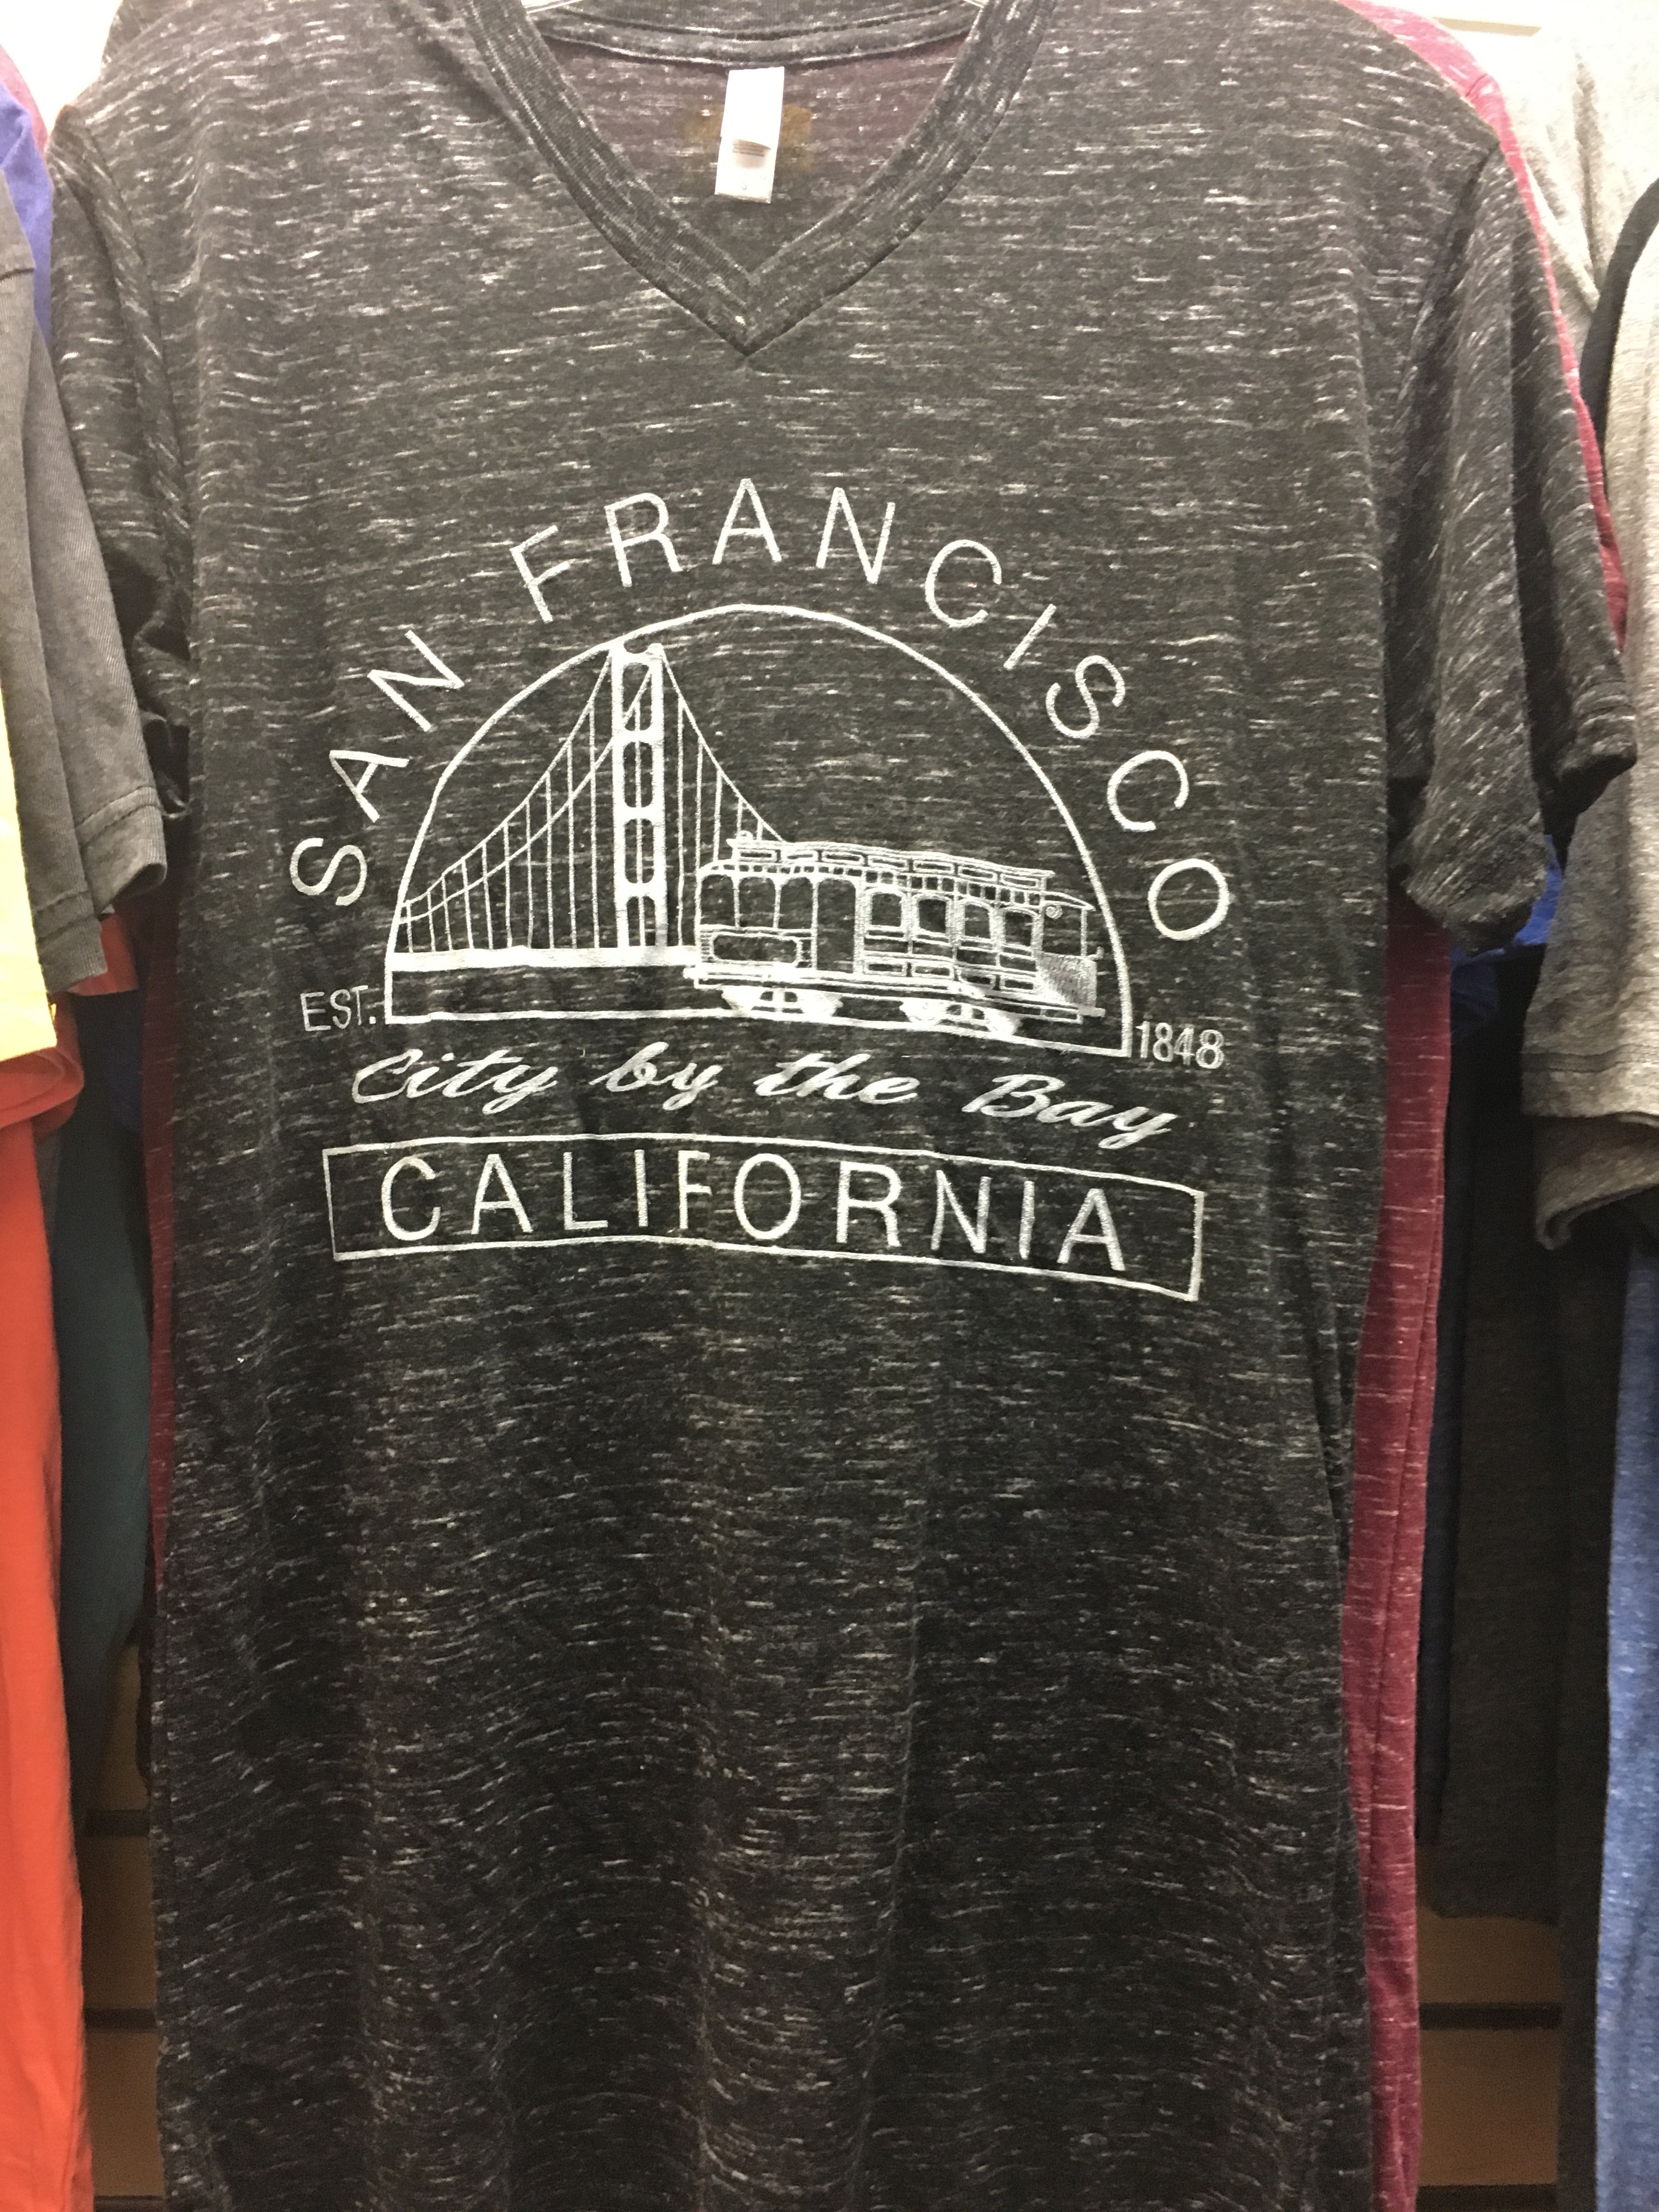 SAN FRANCISCO
EST. 1848
City by the Bay
CALIFORNIA